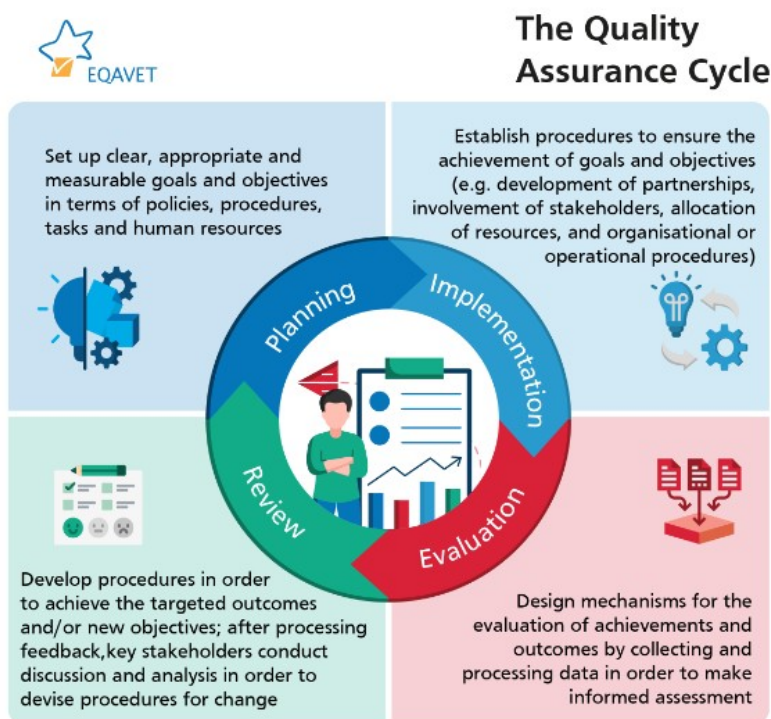 EQAVET
The Quality
Assurance Cycle
Set up clear, appropriate and
measurable goals and objectives
in terms of policies, procedures,
tasks and human resources
Establish procedures to ensure the
achievement of goals and objectives
(e.g. development of partnerships,
involvement of stakeholders, allocation
of resources, and organisational or
operational procedures)
Planning
Implementation
Review
Evaluation
Develop procedures in order
to achieve the targeted outcomes
and/or new objectives; after processing
feedback,key stakeholders conduct
discussion and analysis in order to
devise procedures for change
Design mechanisms for the
evaluation of achievements and
outcomes by collecting and
processing data in order to make
informed assessment